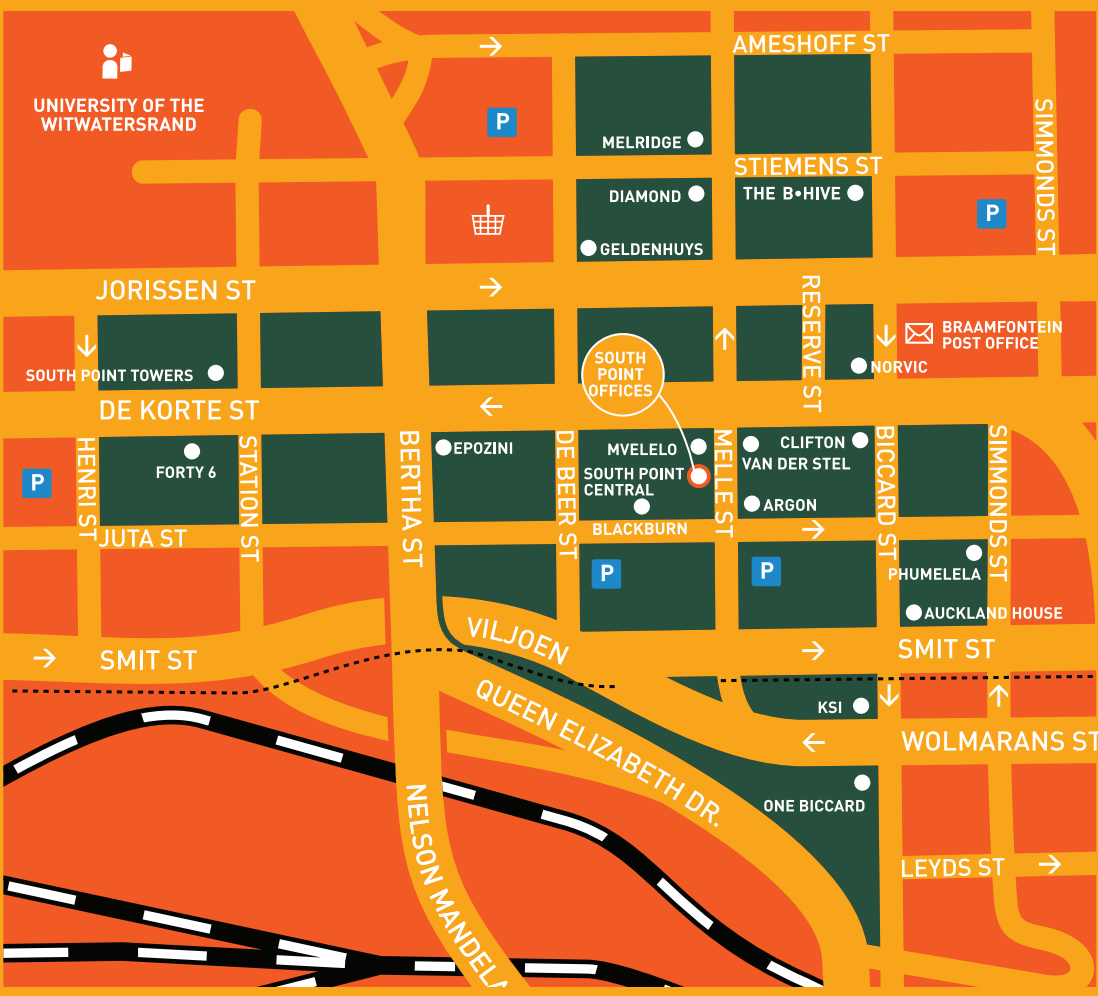 AMESHOFF ST
UNIVERSITY OF THE
WITWATERSRAND
P
MELRIDGE
SIMMONDS ST
STIEMENS ST
DIAMOND
THE B•HIVE
P
GELDENHUYS
JORISSEN ST
RESERVE ST
BRAAMFONTEIN
POST OFFICE
SOUTH
POINT
OFFICES
SOUTH POINT TOWERS
NORVIC
DE KORTE ST
HENRI ST
STATION ST
BERTHA ST
DE BEER ST
MELLE ST
BICCARD ST
SIMMONDS ST
EPOZINI
MVELELO
CLIFTON
VAN DER STEL
FORTY 6
P
SOUTH POINT
CENTRAL
ARGON
BLACKBURN
JUTA ST
P
P
PHUMELELA
AUCKLAND HOUSE
VILJOEN
SMIT ST
SMIT ST
QUEEN ELIZABETH DR.
KSI
WOLMARANS ST
NELSON MANDELA
ONE BICCARD
LEYDS ST